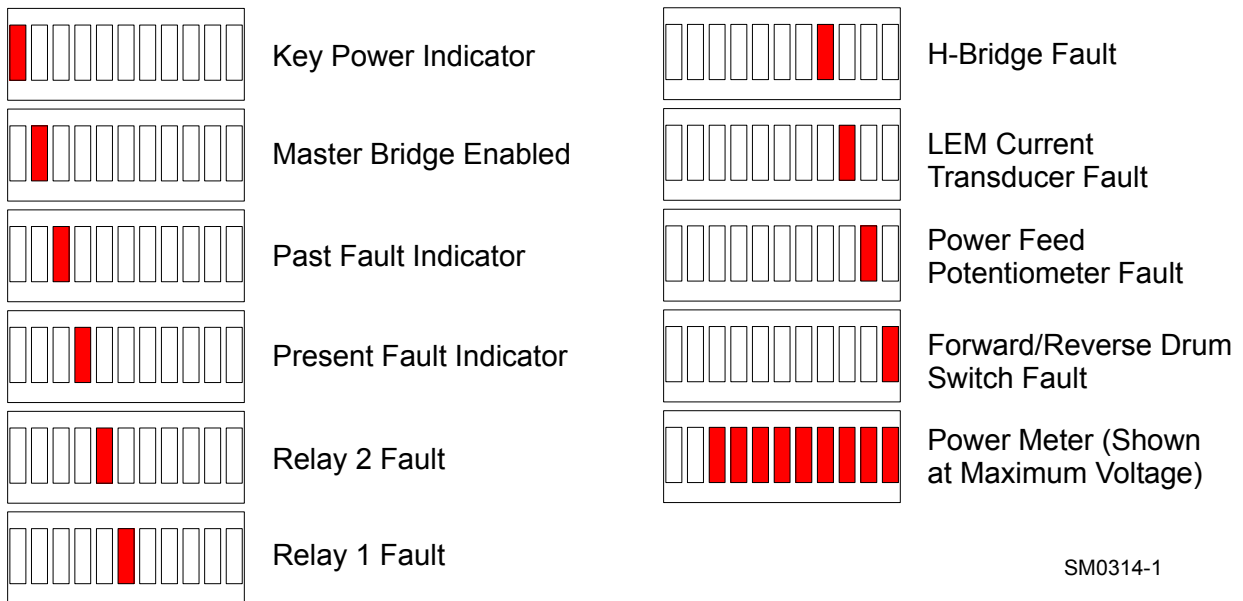 Key Power Indicator
Master Bridge Enabled
Past Fault Indicator
Present Fault Indicator
Relay 2 Fault
Relay 1 Fault
H-Bridge Fault
LEM Current
Transducer Fault
Power Feed
Potentiometer Fault
Forward/Reverse Drum
Switch Fault
Power Meter (Shown
at Maximum Voltage)
SM0314-1